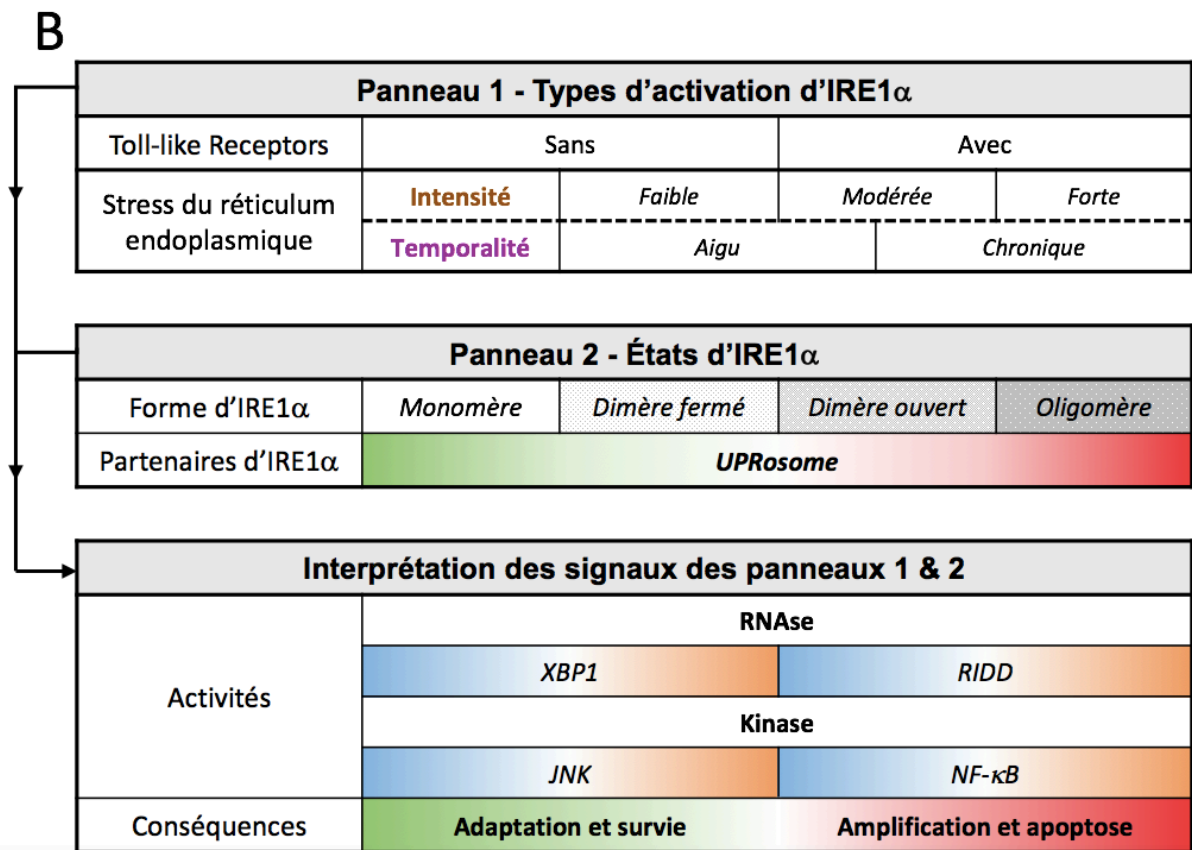 B
Panneau 1 - Types d'activation d'IRE1α
Toll-like Receptors Sans Avec
Stress du réticulum endoplasmique
Intensité Faible Modérée Forte
Temporalité Aigu Chronique
Panneau 2 - États d'IRE1α
Forme d'IRE1α Monomère Dimère fermé Dimère ouvert Oligomère
Partenaires d'IRE1α UPRosome
Interprétation des signaux des panneaux 1 & 2
Activités
RNAse
XBP1 RIDD
Kinase
JNK NF-κB
Conséquences Adaptation et survie Amplification et apoptose